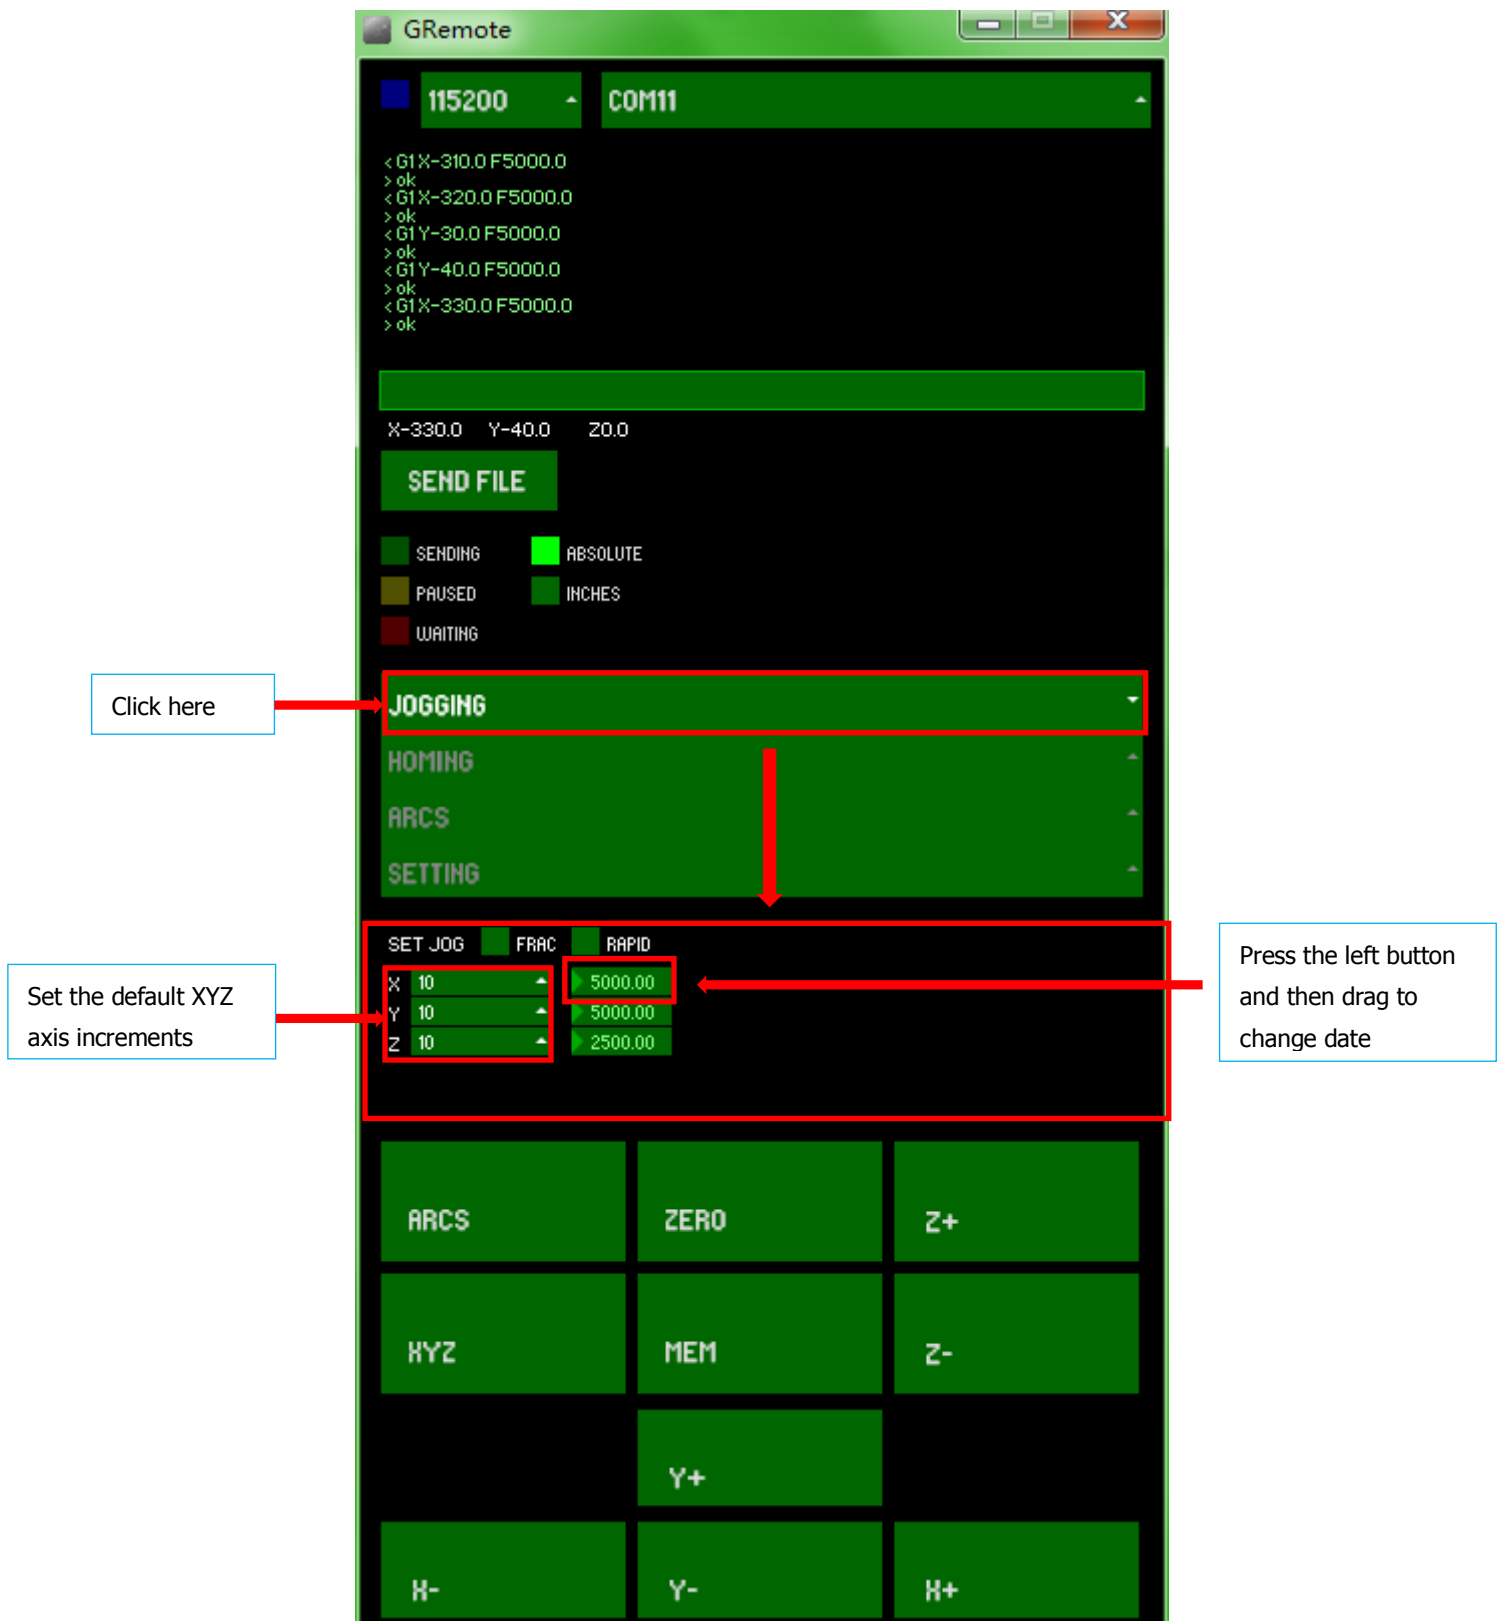 GRemote
115200
COM11
< G1 X-310.0 F5000.0
> ok
< G1 X-320.0 F5000.0
> ok
< G1 Y-30.0 F5000.0
> ok
< G1 Y-40.0 F5000.0
> ok
< G1 X-330.0 F5000.0
> ok
X-330.0 Y-40.0 Z0.0
SEND FILE
SENDING ABSOLUTE
PAUSED INCHES
WAITING
Click here
JOGGING
HOMING
ARCS
SETTING
SET JOG FRAC RAPID
X 10 5000.00
Y 10 5000.00
Z 10 2500.00
Set the default XYZ
axis increments
Press the left button
and then drag to
change date
ARCS ZERO Z+
XYZ MEM Z-
Y+
X- Y- X+